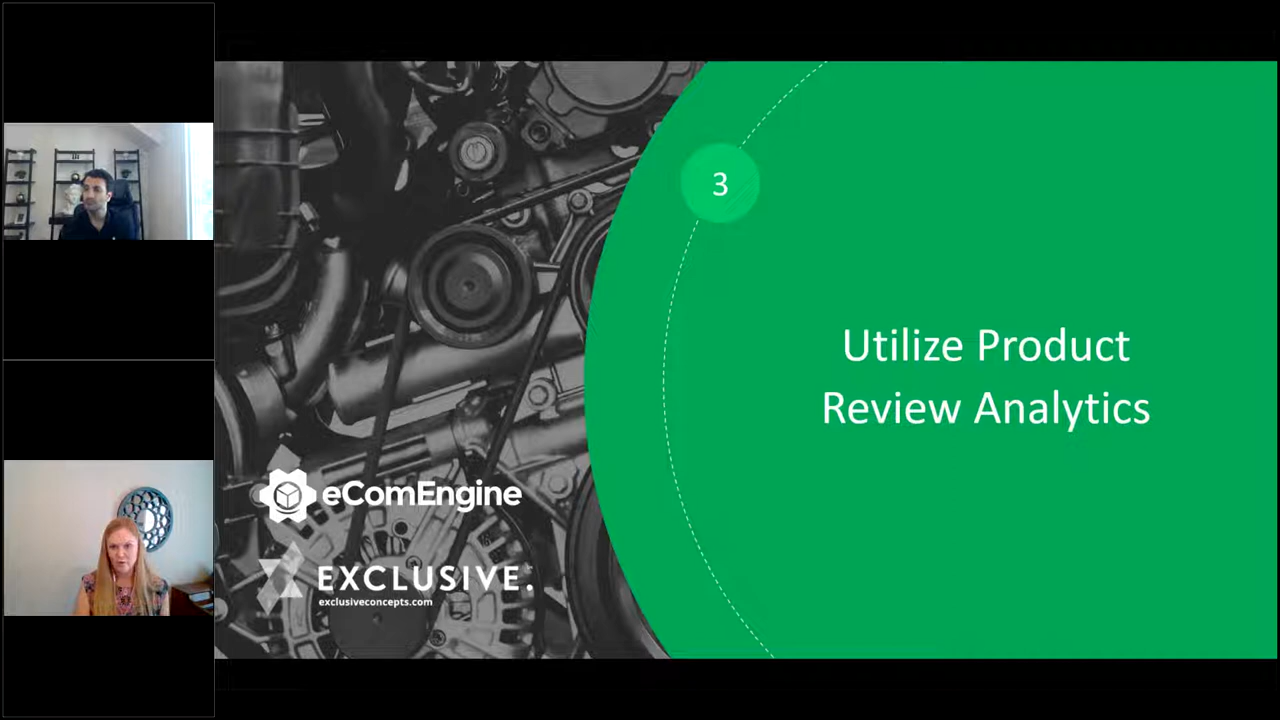 3
Utilize Product
Review Analytics
eComEngine
EXCLUSIVE.
exclusiveconcepts.com